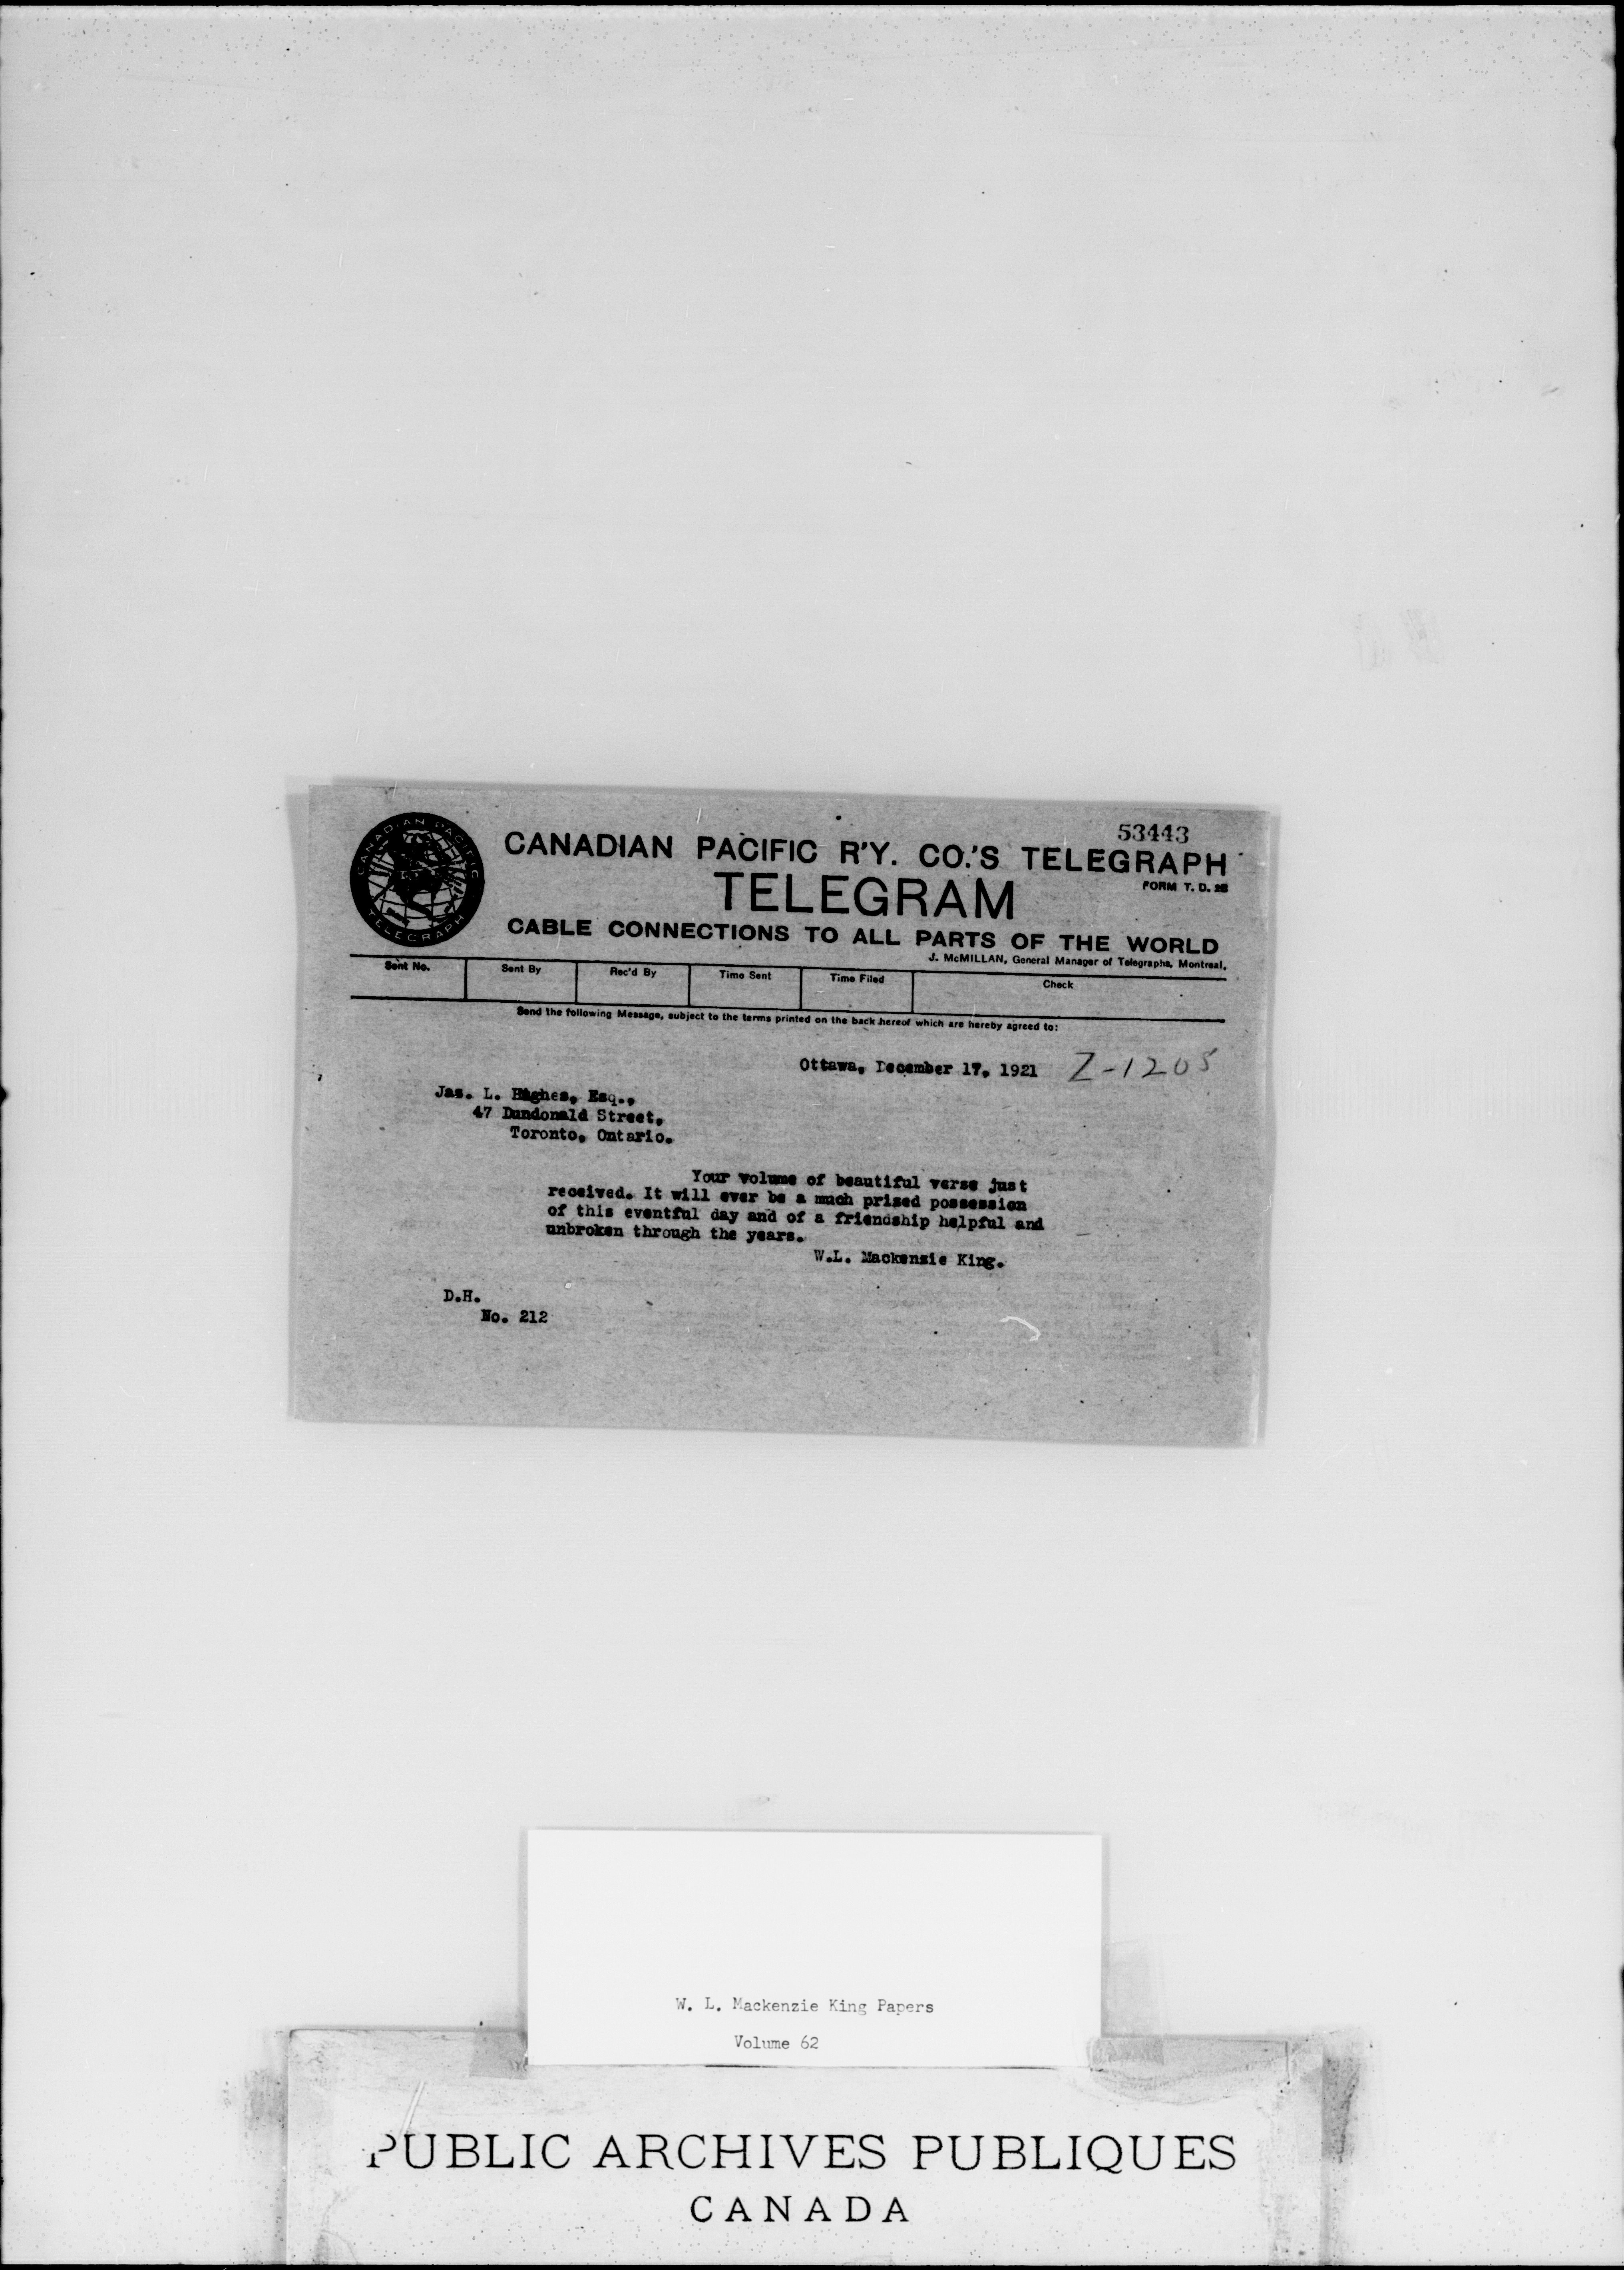 53443
CANADIAN PACIFIC
TELEGRAPH
CANADIAN PACIFIC R'Y. CO.'S TELEGRAPH
FORM T. D. 2B
TELEGRAM
CABLE CONNECTIONS TO ALL PARTS OF THE WORLD
J. McMILLAN, General Manager of Telegraphs, Montreal.
Sent No. Sent By Rec'd By Time Sent Time Filed Check
Send the following Message, subject to the terms printed on the back hereof which are hereby agreed to:
Ottawa, December 17, 1921 Z-1205
Jas. L. Hughes, Esq.,
47 Dundonald Street,
Toronto, Ontario.
Your volume of beautiful verse just
received. It will ever be a much prized possession
of this eventful day and of a friendship helpful and
unbroken through the years.
W.L. Mackenzie King.
D.H.
No. 212
W. L. Mackenzie King Papers
Volume 62
PUBLIC ARCHIVES PUBLIQUES
CANADA